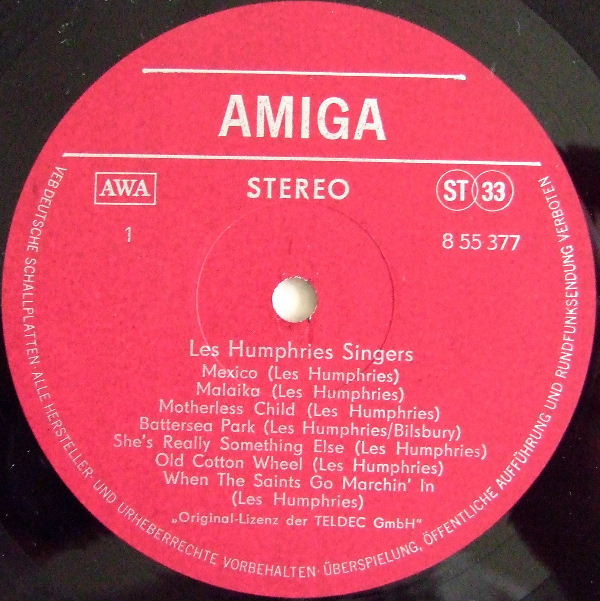 AMIGA
AWA
STEREO
ST 33
1
8 55 377
Les Humphries Singers
Mexico (Les Humphries)
Malaika (Les Humphries)
Motherless Child (Les Humphries)
Battersea Park (Les Humphries/Bilsbury)
She's Really Something Else (Les Humphries)
Old Cotton Wheel (Les Humphries)
When The Saints Go Marchin' In
(Les Humphries)
„Original-Lizenz der TELDEC GmbH"
VEB DEUTSCHE SCHALLPLATTEN · ALLE HERSTELLER- UND URHEBERRECHTE VORBEHALTEN · ÜBERSPIELUNG, ÖFFENTLICHE AUFFÜHRUNG UND RUNDFUNKSENDUNG VERBOTEN